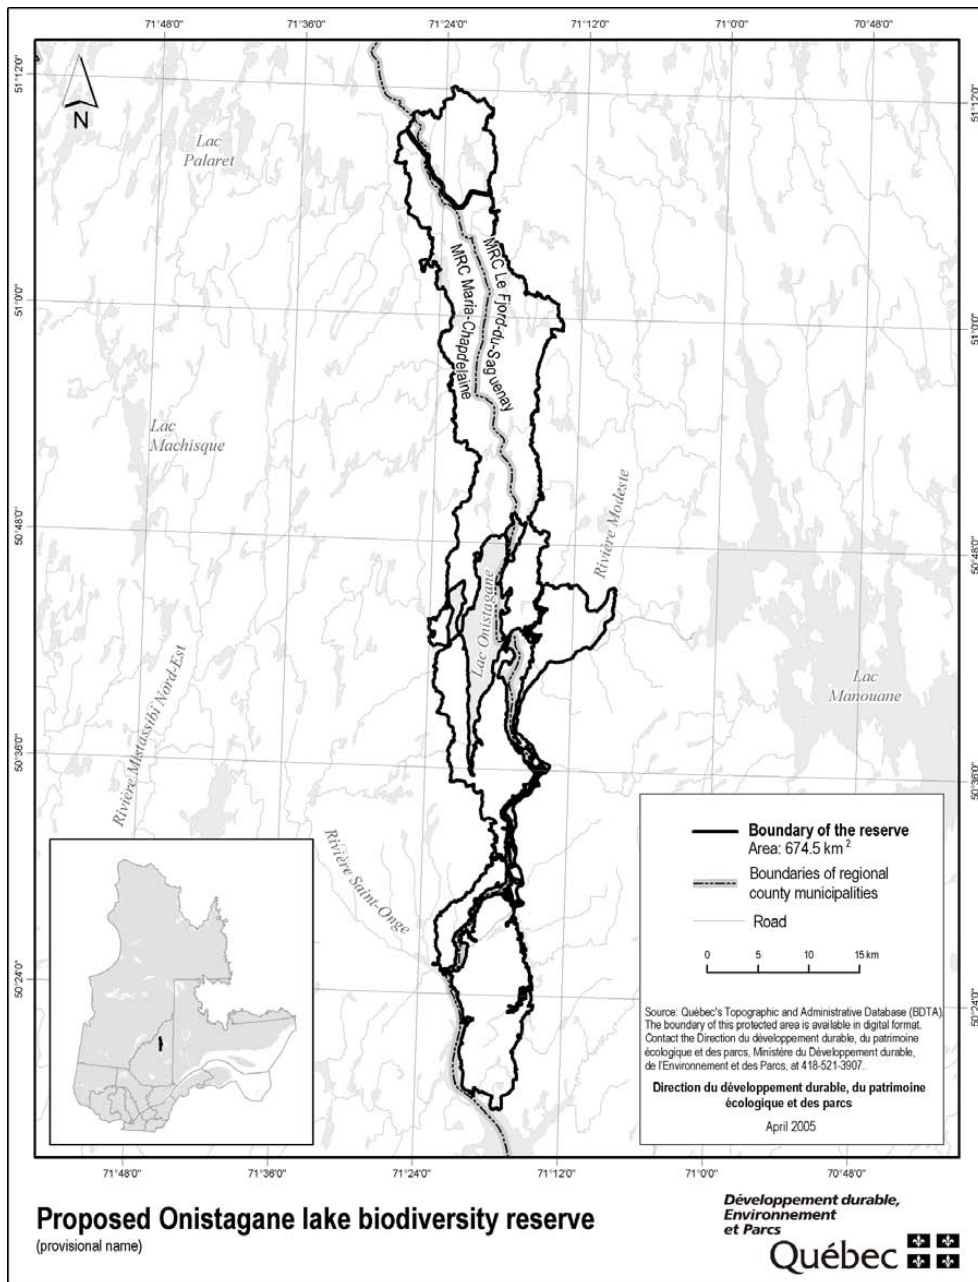 71°48'0"
71°36'0"
71°24'0"
71°12'0"
71°0'0"
70°48'0"
51°12'0"
51°12'0"
N
Lac
Palaret
MRC Le Fjord-du-Saguenay
MRC Maria-Chapdelaine
51°0'0"
51°0'0"
Lac
Machisque
50°48'0"
50°48'0"
Rivière Modeste
Lac Onistagane
Lac
Manouane
Rivière Mistassibi Nord-Est
50°36'0"
50°36'0"
Rivière Saint-Onge
Boundary of the reserve
Area: 674.5 km²
Boundaries of regional
county municipalities
Road
0 5 10 15 km
50°24'0"
50°24'0"
Source: Québec's Topographic and Administrative Database (BDTA).
The boundary of this protected area is available in digital format.
Contact the Direction du développement durable, du patrimoine
écologique et des parcs, Ministère du Développement durable,
de l'Environnement et des Parcs, at 418-521-3907.
Direction du développement durable, du patrimoine
écologique et des parcs
April 2005
71°48'0"
71°36'0"
71°24'0"
71°12'0"
71°0'0"
70°48'0"
Proposed Onistagane lake biodiversity reserve
(provisional name)
Développement durable,
Environnement
et Parcs
Québec